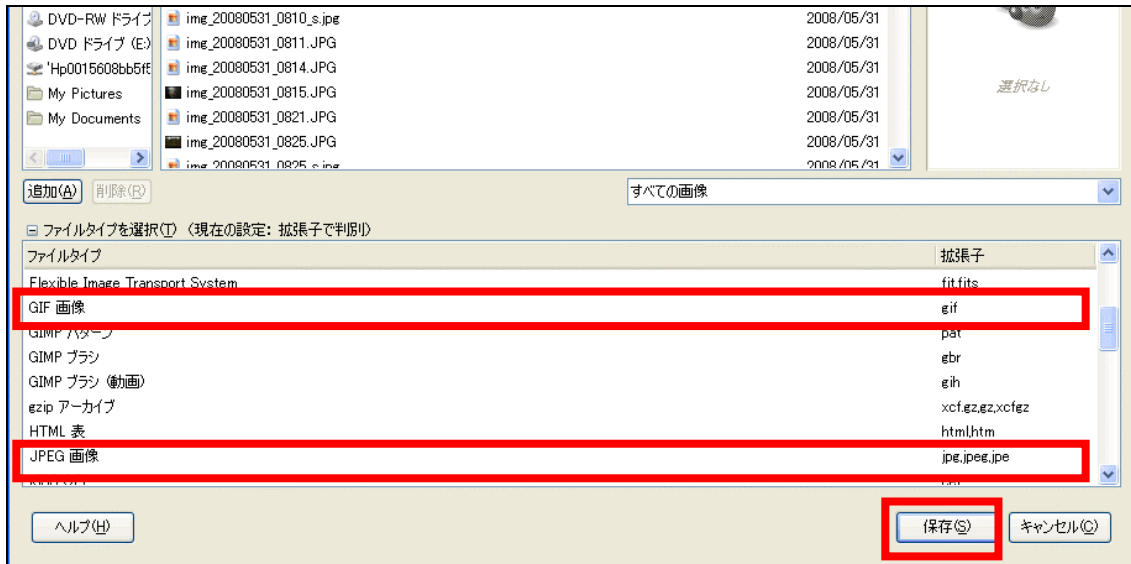 DVD-RW ドライブ img_20080531_0810_s.jpg 2008/05/31
DVD ドライブ (E:) img_20080531_0811.JPG 2008/05/31
'Hp0015608bb5f6 img_20080531_0814.JPG 2008/05/31
選択なし
My Pictures img_20080531_0815.JPG 2008/05/31
My Documents img_20080531_0821.JPG 2008/05/31
img_20080531_0825.JPG 2008/05/31
img_20080531_0825_s.jpg 2008/05/31
追加(A) 削除(R) すべての画像
ファイルタイプを選択(T) (現在の設定: 拡張子で判別)
ファイルタイプ 拡張子
Flexible Image Transport System fit,fits
GIF 画像 gif
GIMP パターン pat
GIMP ブラシ gbr
GIMP ブラシ (動画) gih
gzip アーカイブ xcf.gz,gz,xcfgz
HTML 表 html,htm
JPEG 画像 jpg,jpeg,jpe
ヘルプ(H) 保存(S) キャンセル(C)